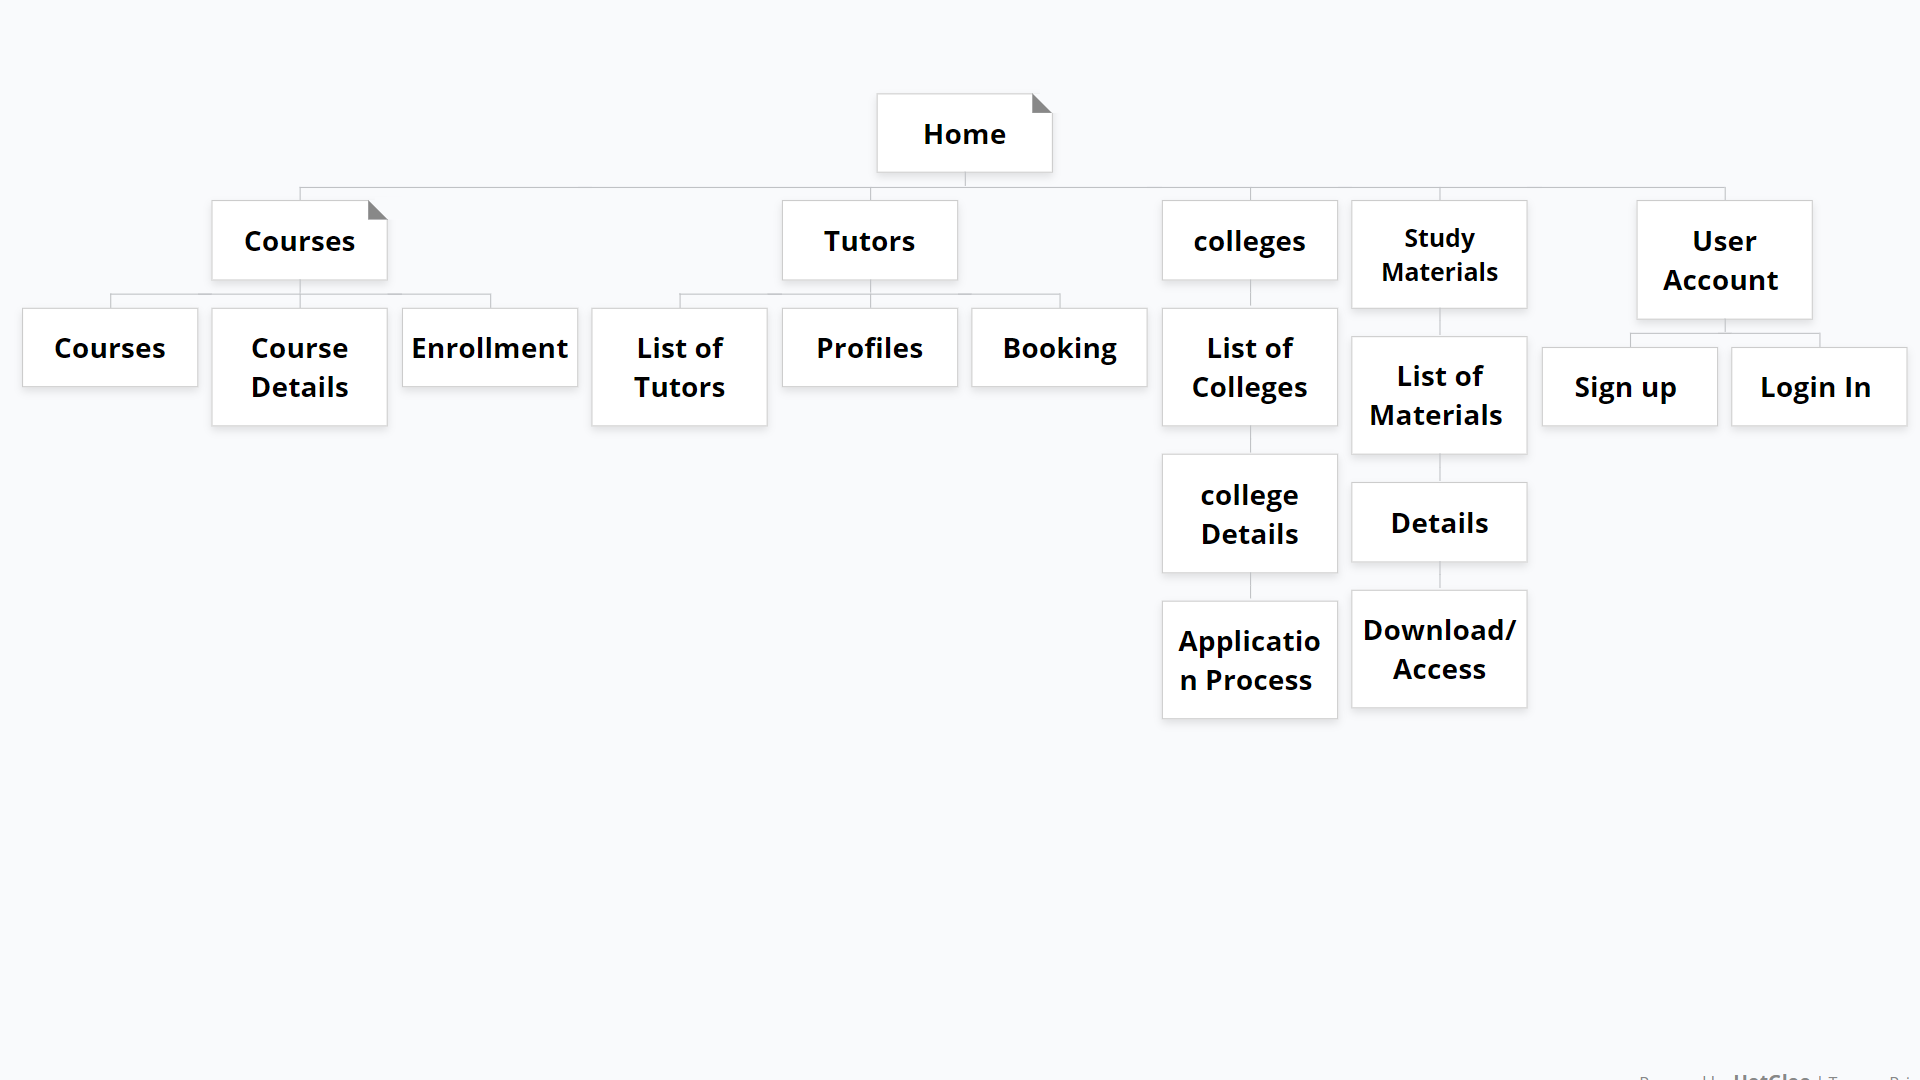 Home
Courses
Tutors
colleges
Study
Materials
User
Account
Courses
Course
Details
Enrollment
List of
Tutors
Profiles
Booking
List of
Colleges
List of
Materials
Sign up
Login In
college
Details
Details
Applicatio
n Process
Download/
Access